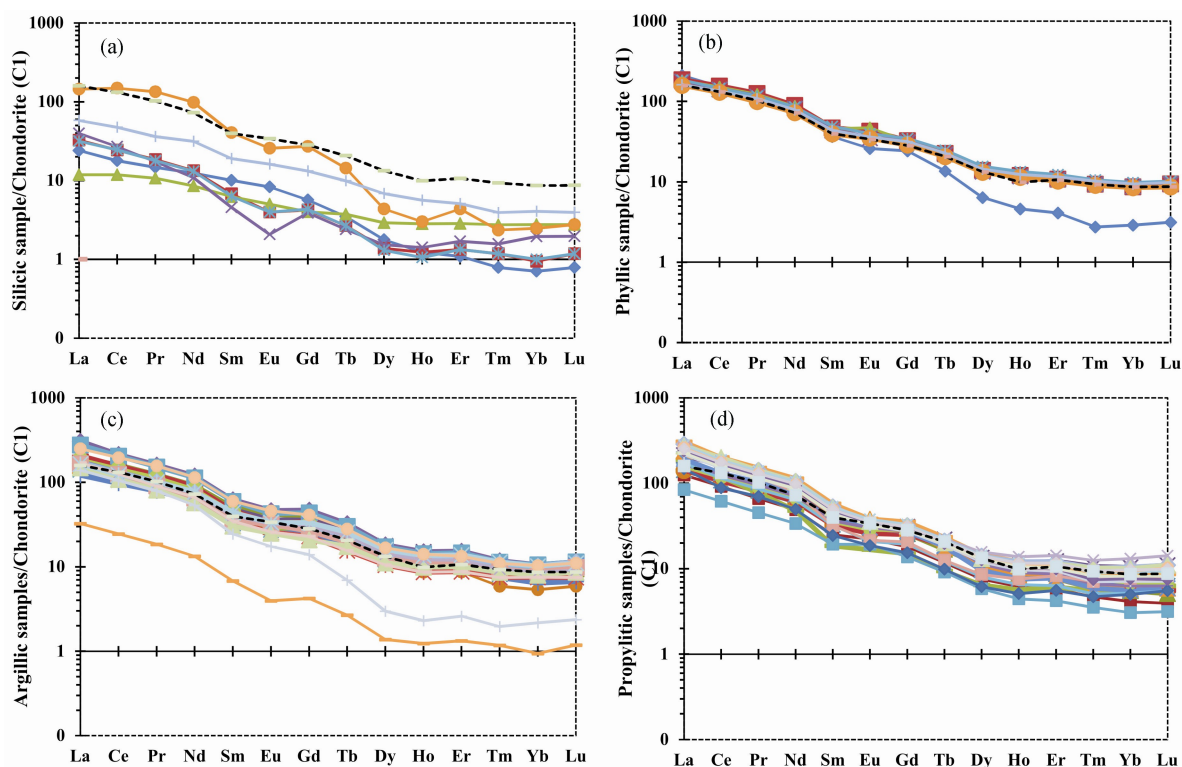 (a)
Silicic sample/Chondorite (C1)
1000
100
10
1
0
La Ce Pr Nd Sm Eu Gd Tb Dy Ho Er Tm Yb Lu
(b)
Phyllic sample/Chondorite (C1)
1000
100
10
1
0
La Ce Pr Nd Sm Eu Gd Tb Dy Ho Er Tm Yb Lu
(c)
Argillic samples/Chondorite (C1)
1000
100
10
1
0
La Ce Pr Nd Sm Eu Gd Tb Dy Ho Er Tm Yb Lu
(d)
Propylitic samples/Chondorite
(C1)
1000
100
10
1
0
La Ce Pr Nd Sm Eu Gd Tb Dy Ho Er Tm Yb Lu